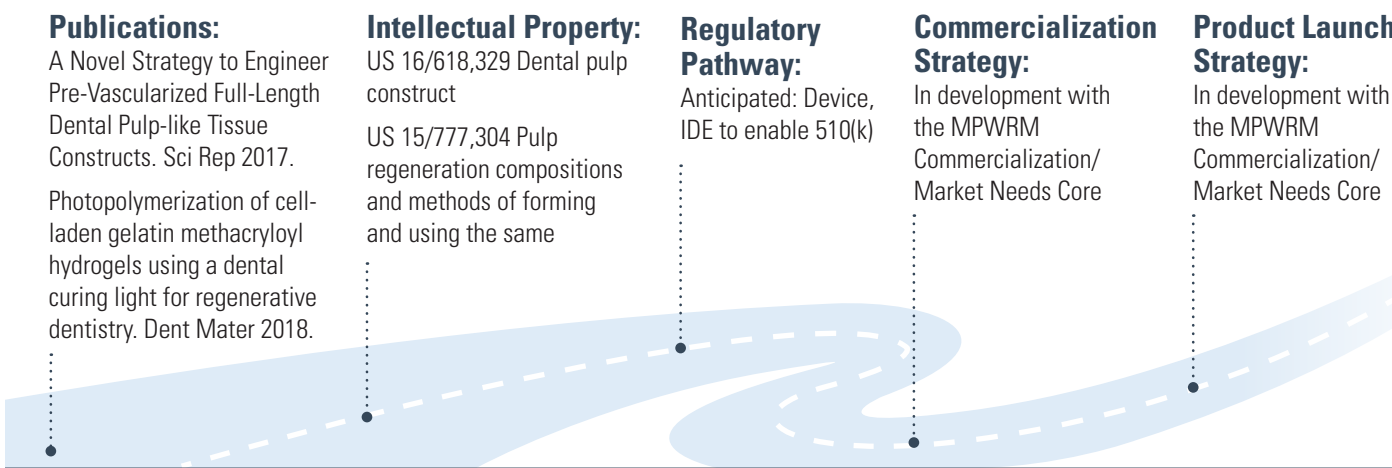 Publications:
A Novel Strategy to Engineer
Pre-Vascularized Full-Length
Dental Pulp-like Tissue
Constructs. Sci Rep 2017.
Photopolymerization of cell-
laden gelatin methacryloyl
hydrogels using a dental
curing light for regenerative
dentistry. Dent Mater 2018.
Intellectual Property:
US 16/618,329 Dental pulp
construct
US 15/777,304 Pulp
regeneration compositions
and methods of forming
and using the same
Regulatory
Pathway:
Anticipated: Device,
IDE to enable 510(k)
Commercialization
Strategy:
In development with
the MPWRM
Commercialization/
Market Needs Core
Product Launch
Strategy:
In development with
the MPWRM
Commercialization/
Market Needs Core